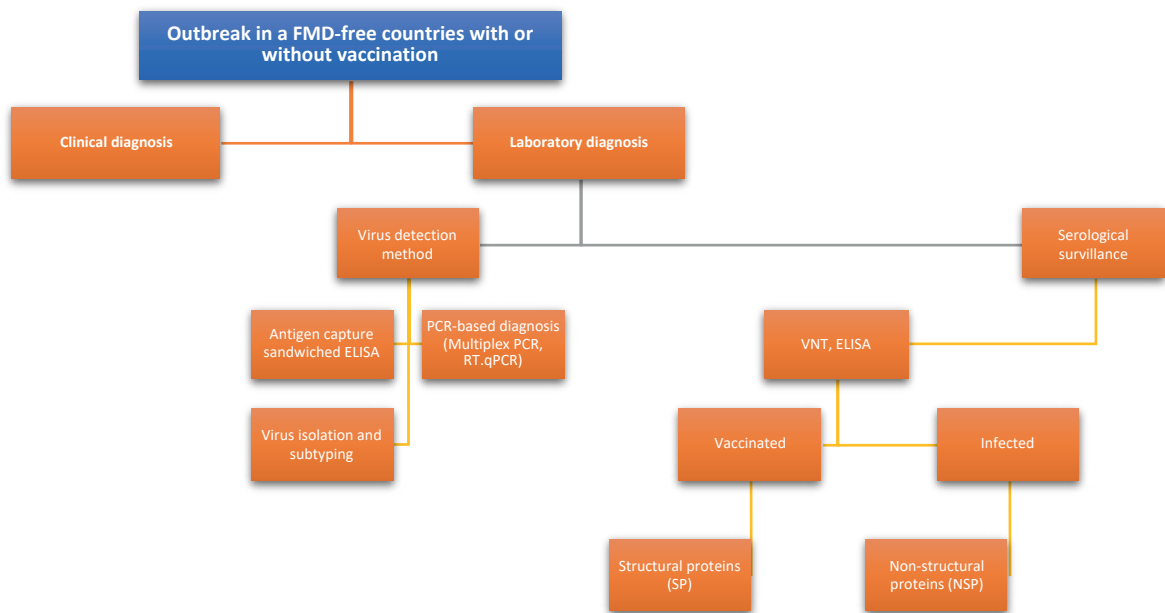 Outbreak in a FMD-free countries with or
without vaccination
Clinical diagnosis
Laboratory diagnosis
Virus detection
method
Serological
survillance
Antigen capture
sandwiched ELISA
PCR-based diagnosis
(Multiplex PCR,
RT.qPCR)
VNT, ELISA
Virus isolation and
subtyping
Vaccinated
Infected
Structural proteins
(SP)
Non-structural
proteins (NSP)